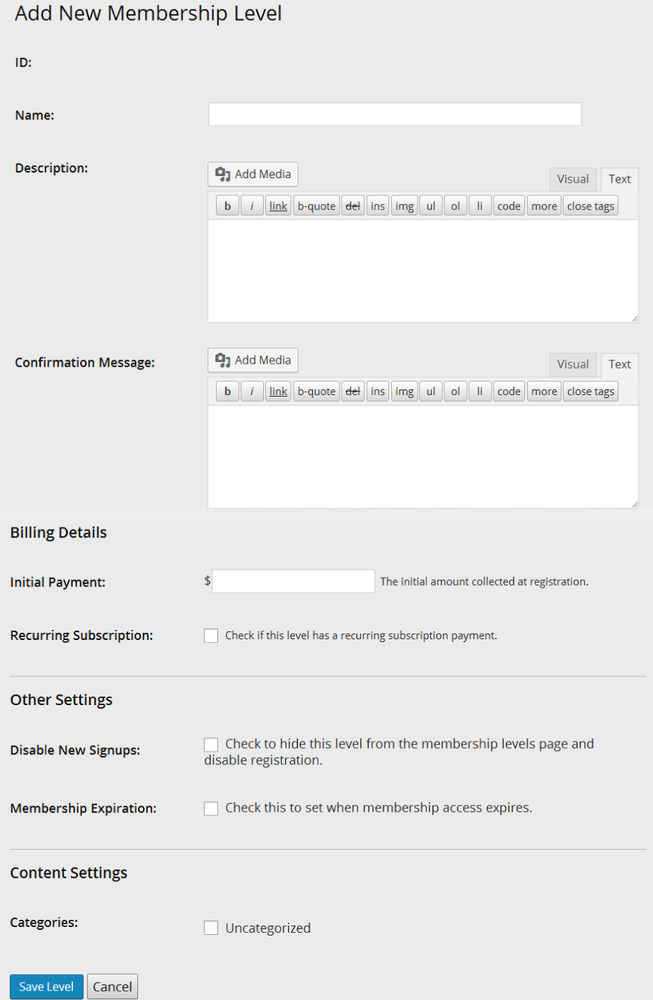 Add New Membership Level
ID:
Name:
Description:
Add Media
Visual Text
b i link b-quote del ins img ul ol li code more close tags
Confirmation Message:
Add Media
Visual Text
b i link b-quote del ins img ul ol li code more close tags
Billing Details
Initial Payment: $ The initial amount collected at registration.
Recurring Subscription: Check if this level has a recurring subscription payment.
Other Settings
Disable New Signups: Check to hide this level from the membership levels page and
disable registration.
Membership Expiration: Check this to set when membership access expires.
Content Settings
Categories: Uncategorized
Save Level Cancel